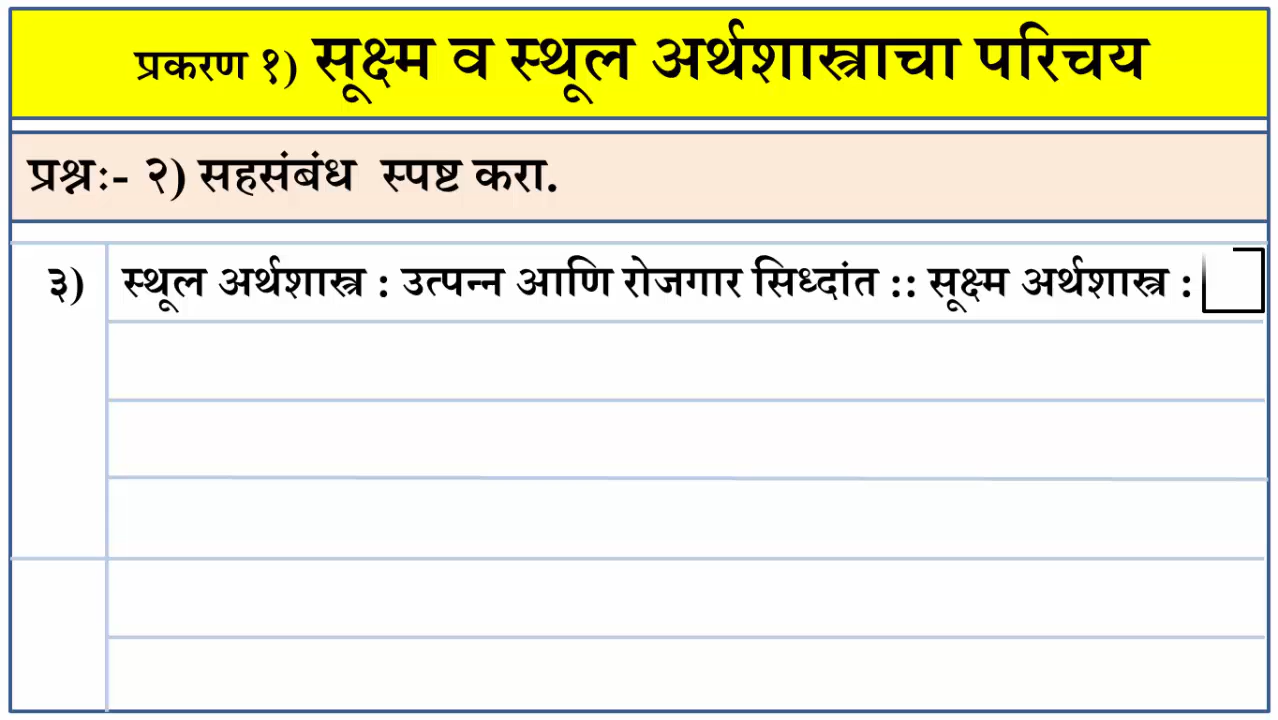 प्रकरण १) सूक्ष्म व स्थूल अर्थशास्त्राचा परिचय
प्रश्नः- २) सहसंबंध स्पष्ट करा.
३) स्थूल अर्थशास्त्र : उत्पन्न आणि रोजगार सिध्दांत :: सूक्ष्म अर्थशास्त्र :